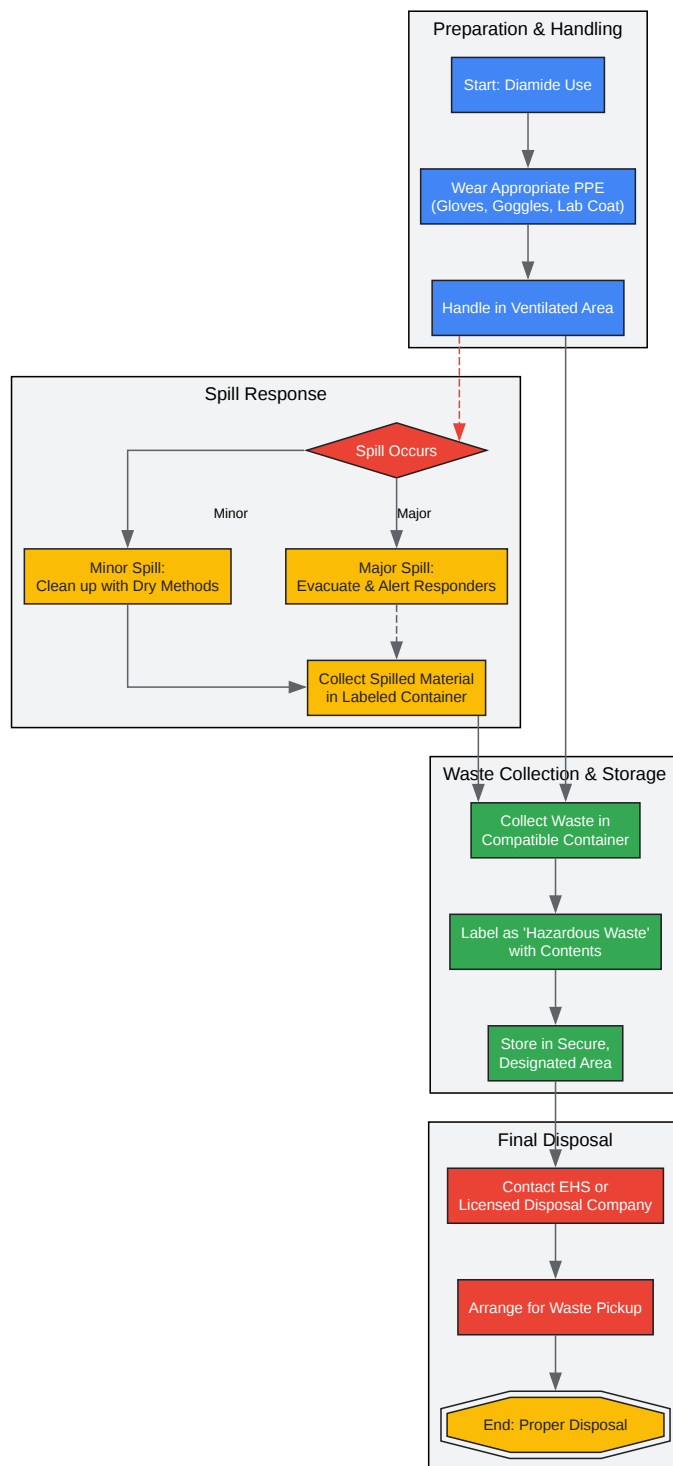 Preparation & Handling
Start: Diamide Use
Wear Appropriate PPE
(Gloves, Goggles, Lab Coat)
Handle in Ventilated Area
Spill Response
Spill Occurs
Minor
Major
Minor Spill:
Clean up with Dry Methods
Major Spill:
Evacuate & Alert Responders
Collect Spilled Material
in Labeled Container
Waste Collection & Storage
Collect Waste in
Compatible Container
Label as 'Hazardous Waste'
with Contents
Store in Secure,
Designated Area
Final Disposal
Contact EHS or
Licensed Disposal Company
Arrange for Waste Pickup
End: Proper Disposal